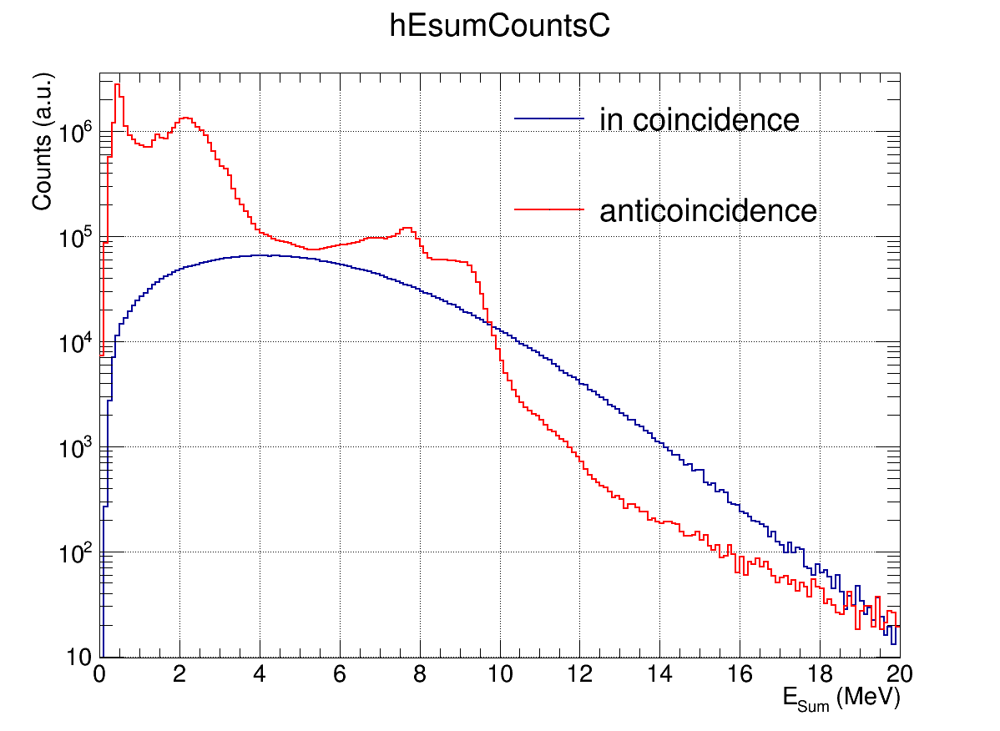 hEsumCountsC
Counts (a.u.)
in coincidence
anticoincidence
10^6
10^5
10^4
10^3
10^2
10
0 2 4 6 8 10 12 14 16 18 20
E_Sum (MeV)